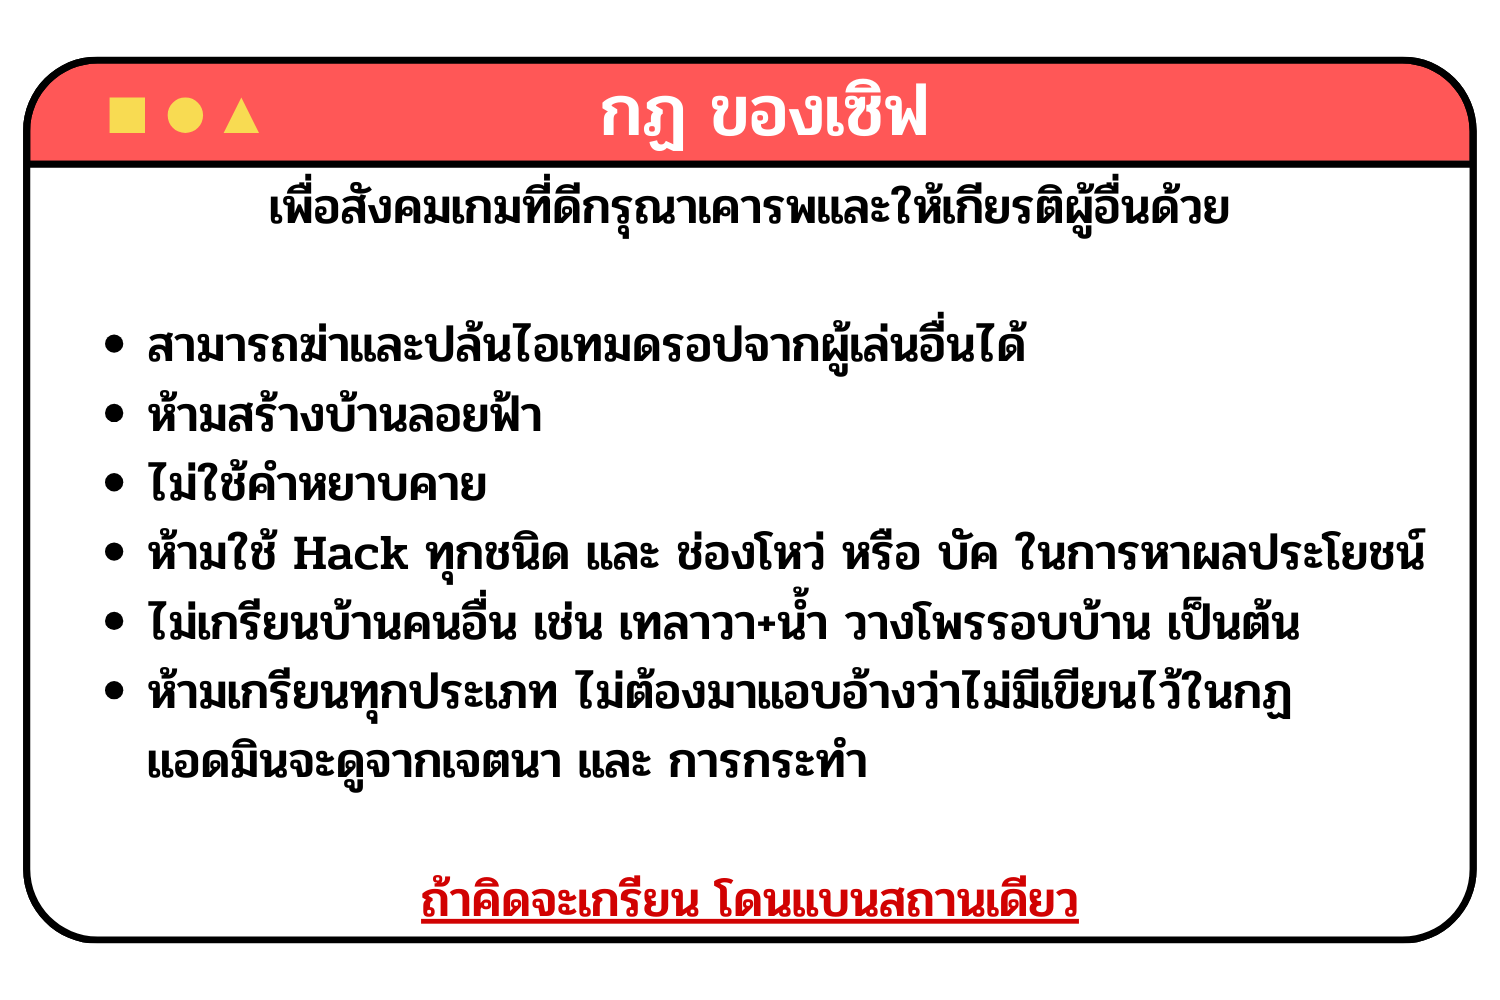 กฏ ของเซิฟ
เพื่อสังคมเกมที่ดีกรุณาเคารพและให้เกียรติผู้อื่นด้วย
• สามารถฆ่าและปล้นไอเทมดรอปจากผู้เล่นอื่นได้
• ห้ามสร้างบ้านลอยฟ้า
• ไม่ใช้คำหยาบคาย
• ห้ามใช้ Hack ทุกชนิด และ ช่องโหว่ หรือ บัค ในการหาผลประโยชน์
• ไม่เกรียนบ้านคนอื่น เช่น เทลาวา+น้ำ วางโพรรอบบ้าน เป็นต้น
• ห้ามเกรียนทุกประเภท ไม่ต้องมาแอบอ้างว่าไม่มีเขียนไว้ในกฏ
แอดมินจะดูจากเจตนา และ การกระทำ
ถ้าคิดจะเกรียน โดนแบนสถานเดียว